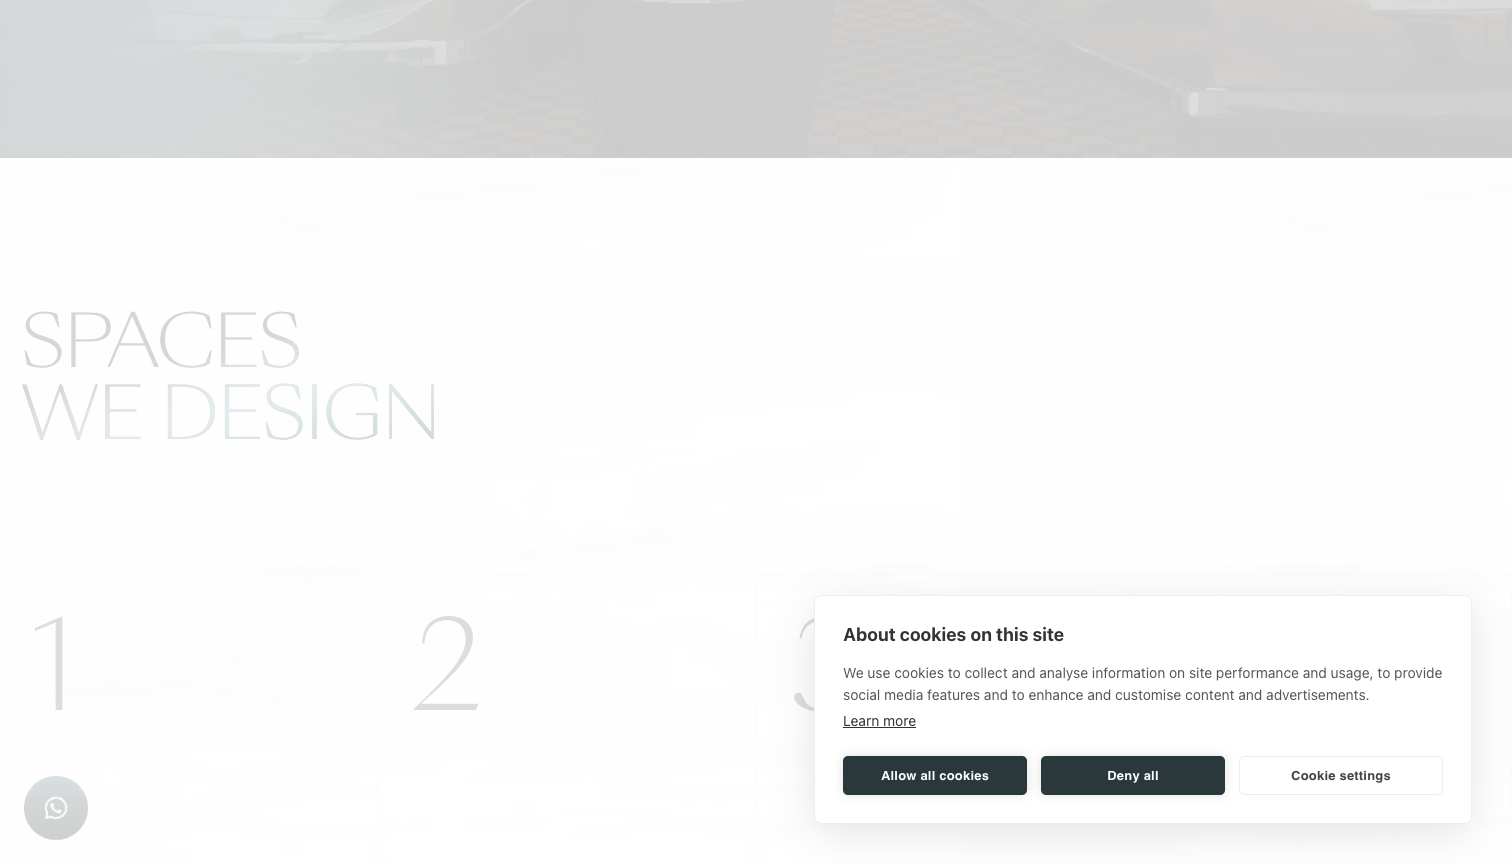 SPACES
WE DESIGN
1
2
3
About cookies on this site
We use cookies to collect and analyse information on site performance and usage, to provide
social media features and to enhance and customise content and advertisements.
Learn more
Allow all cookies
Deny all
Cookie settings